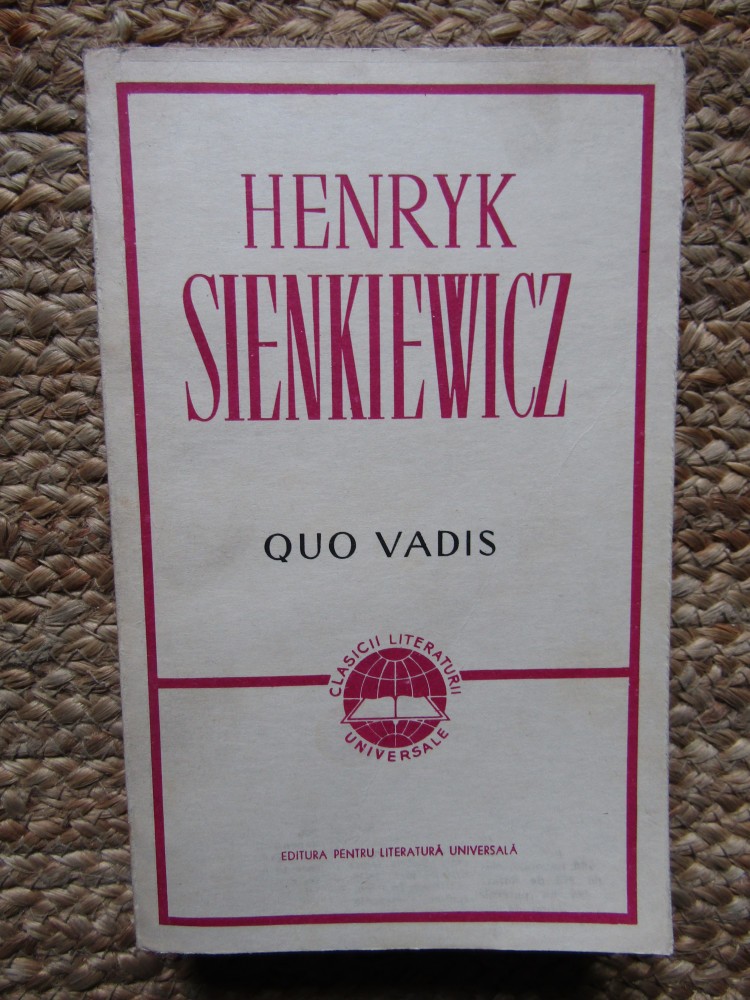 HENRYK
SIENKIEWICZ
QUO VADIS
CLASICII LITERATURII
UNIVERSALE
EDITURA PENTRU LITERATURĂ UNIVERSALĂ